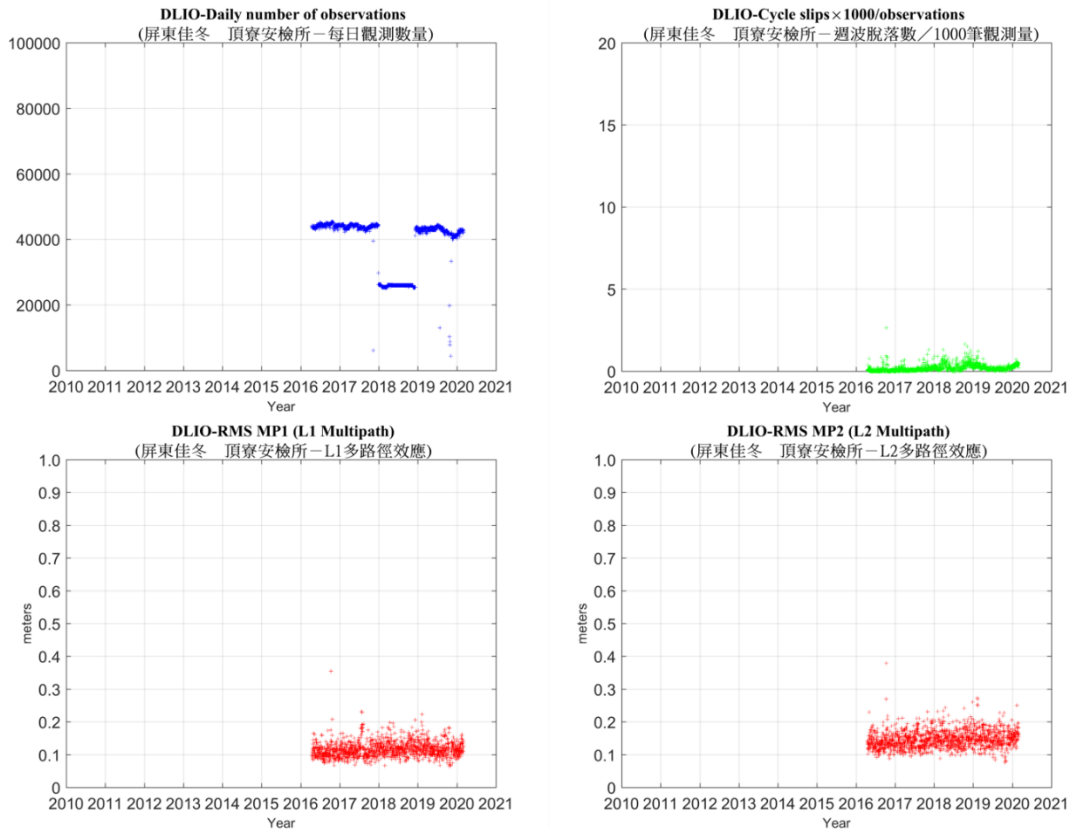 DLIO-Daily number of observations
(屏東佳冬　頂寮安檢所－每日觀測數量)
100000
80000
60000
40000
20000
0
2010 2011 2012 2013 2014 2015 2016 2017 2018 2019 2020 2021
Year
DLIO-Cycle slips×1000/observations
(屏東佳冬　頂寮安檢所－週波脫落數／1000筆觀測量)
20
15
10
5
0
2010 2011 2012 2013 2014 2015 2016 2017 2018 2019 2020 2021
Year
DLIO-RMS MP1 (L1 Multipath)
(屏東佳冬　頂寮安檢所－L1多路徑效應)
1.0
0.9
0.8
0.7
0.6
0.5
0.4
0.3
0.2
0.1
0
meters
2010 2011 2012 2013 2014 2015 2016 2017 2018 2019 2020 2021
Year
DLIO-RMS MP2 (L2 Multipath)
(屏東佳冬　頂寮安檢所－L2多路徑效應)
1.0
0.9
0.8
0.7
0.6
0.5
0.4
0.3
0.2
0.1
0
meters
2010 2011 2012 2013 2014 2015 2016 2017 2018 2019 2020 2021
Year